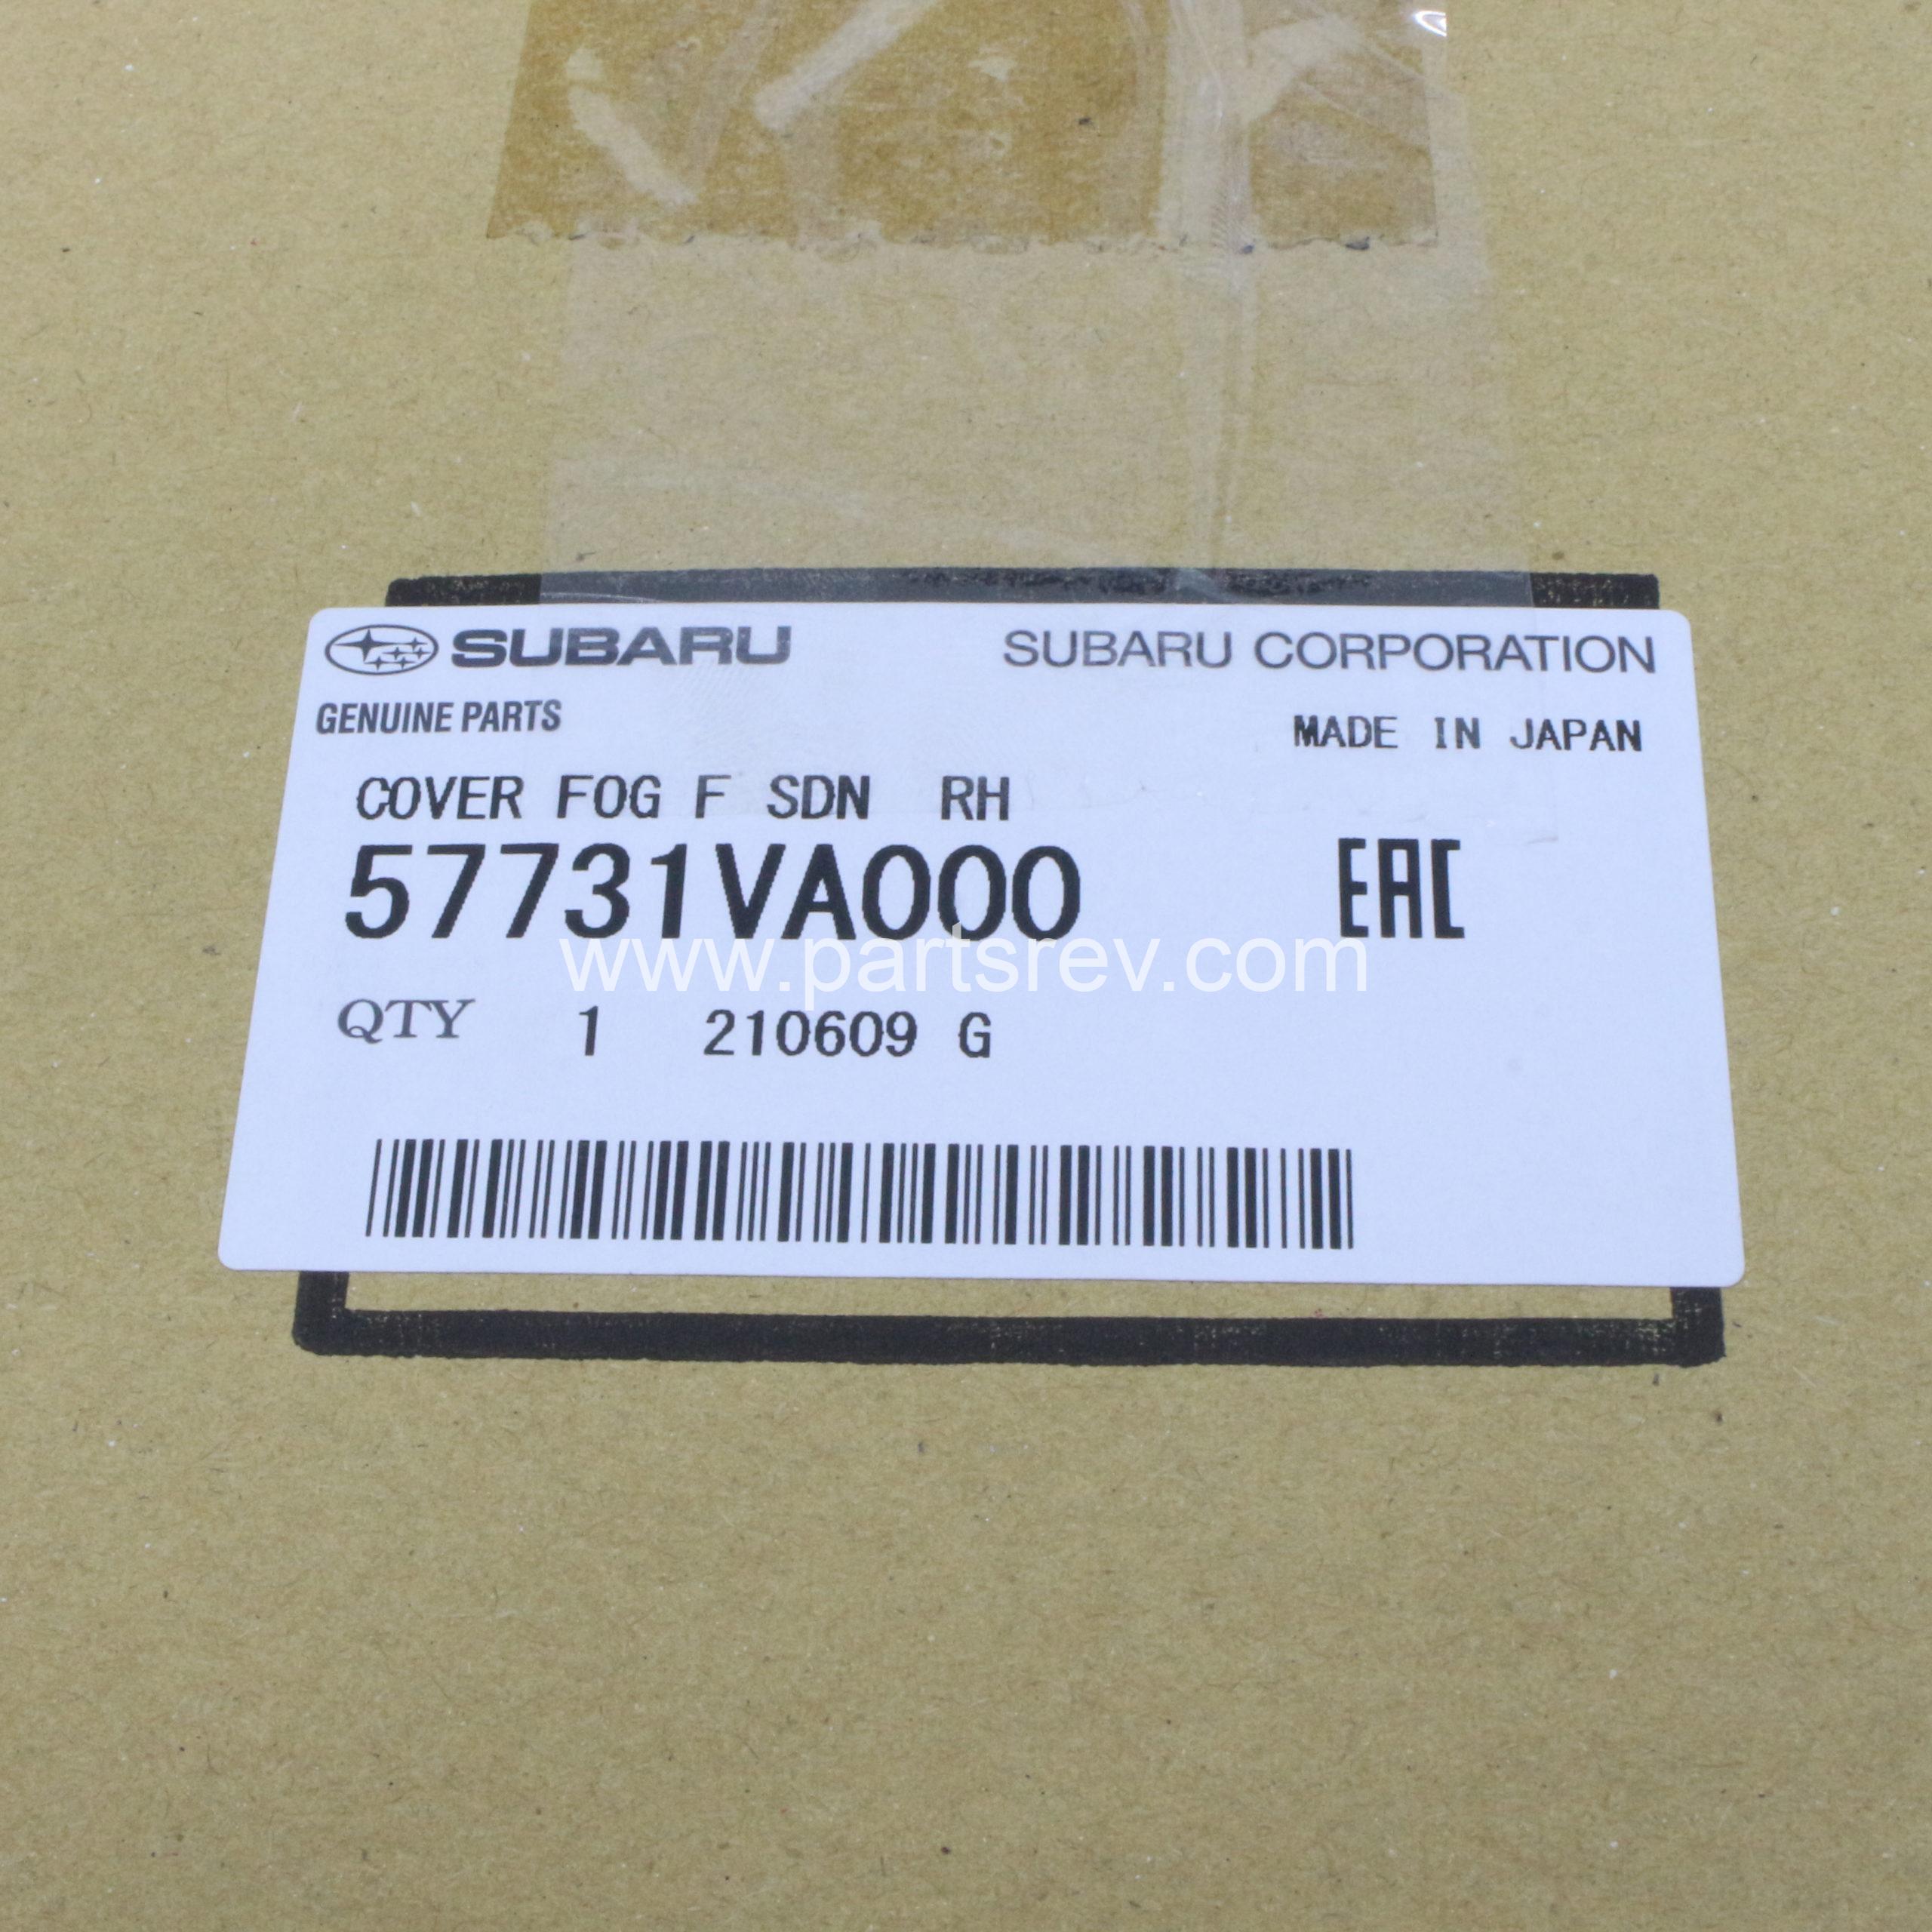 SUBARU SUBARU CORPORATION
GENUINE PARTS MADE IN JAPAN
COVER FOG F SDN RH
57731VA000 EAC
www.partsrev.com
QTY 1 210609 G